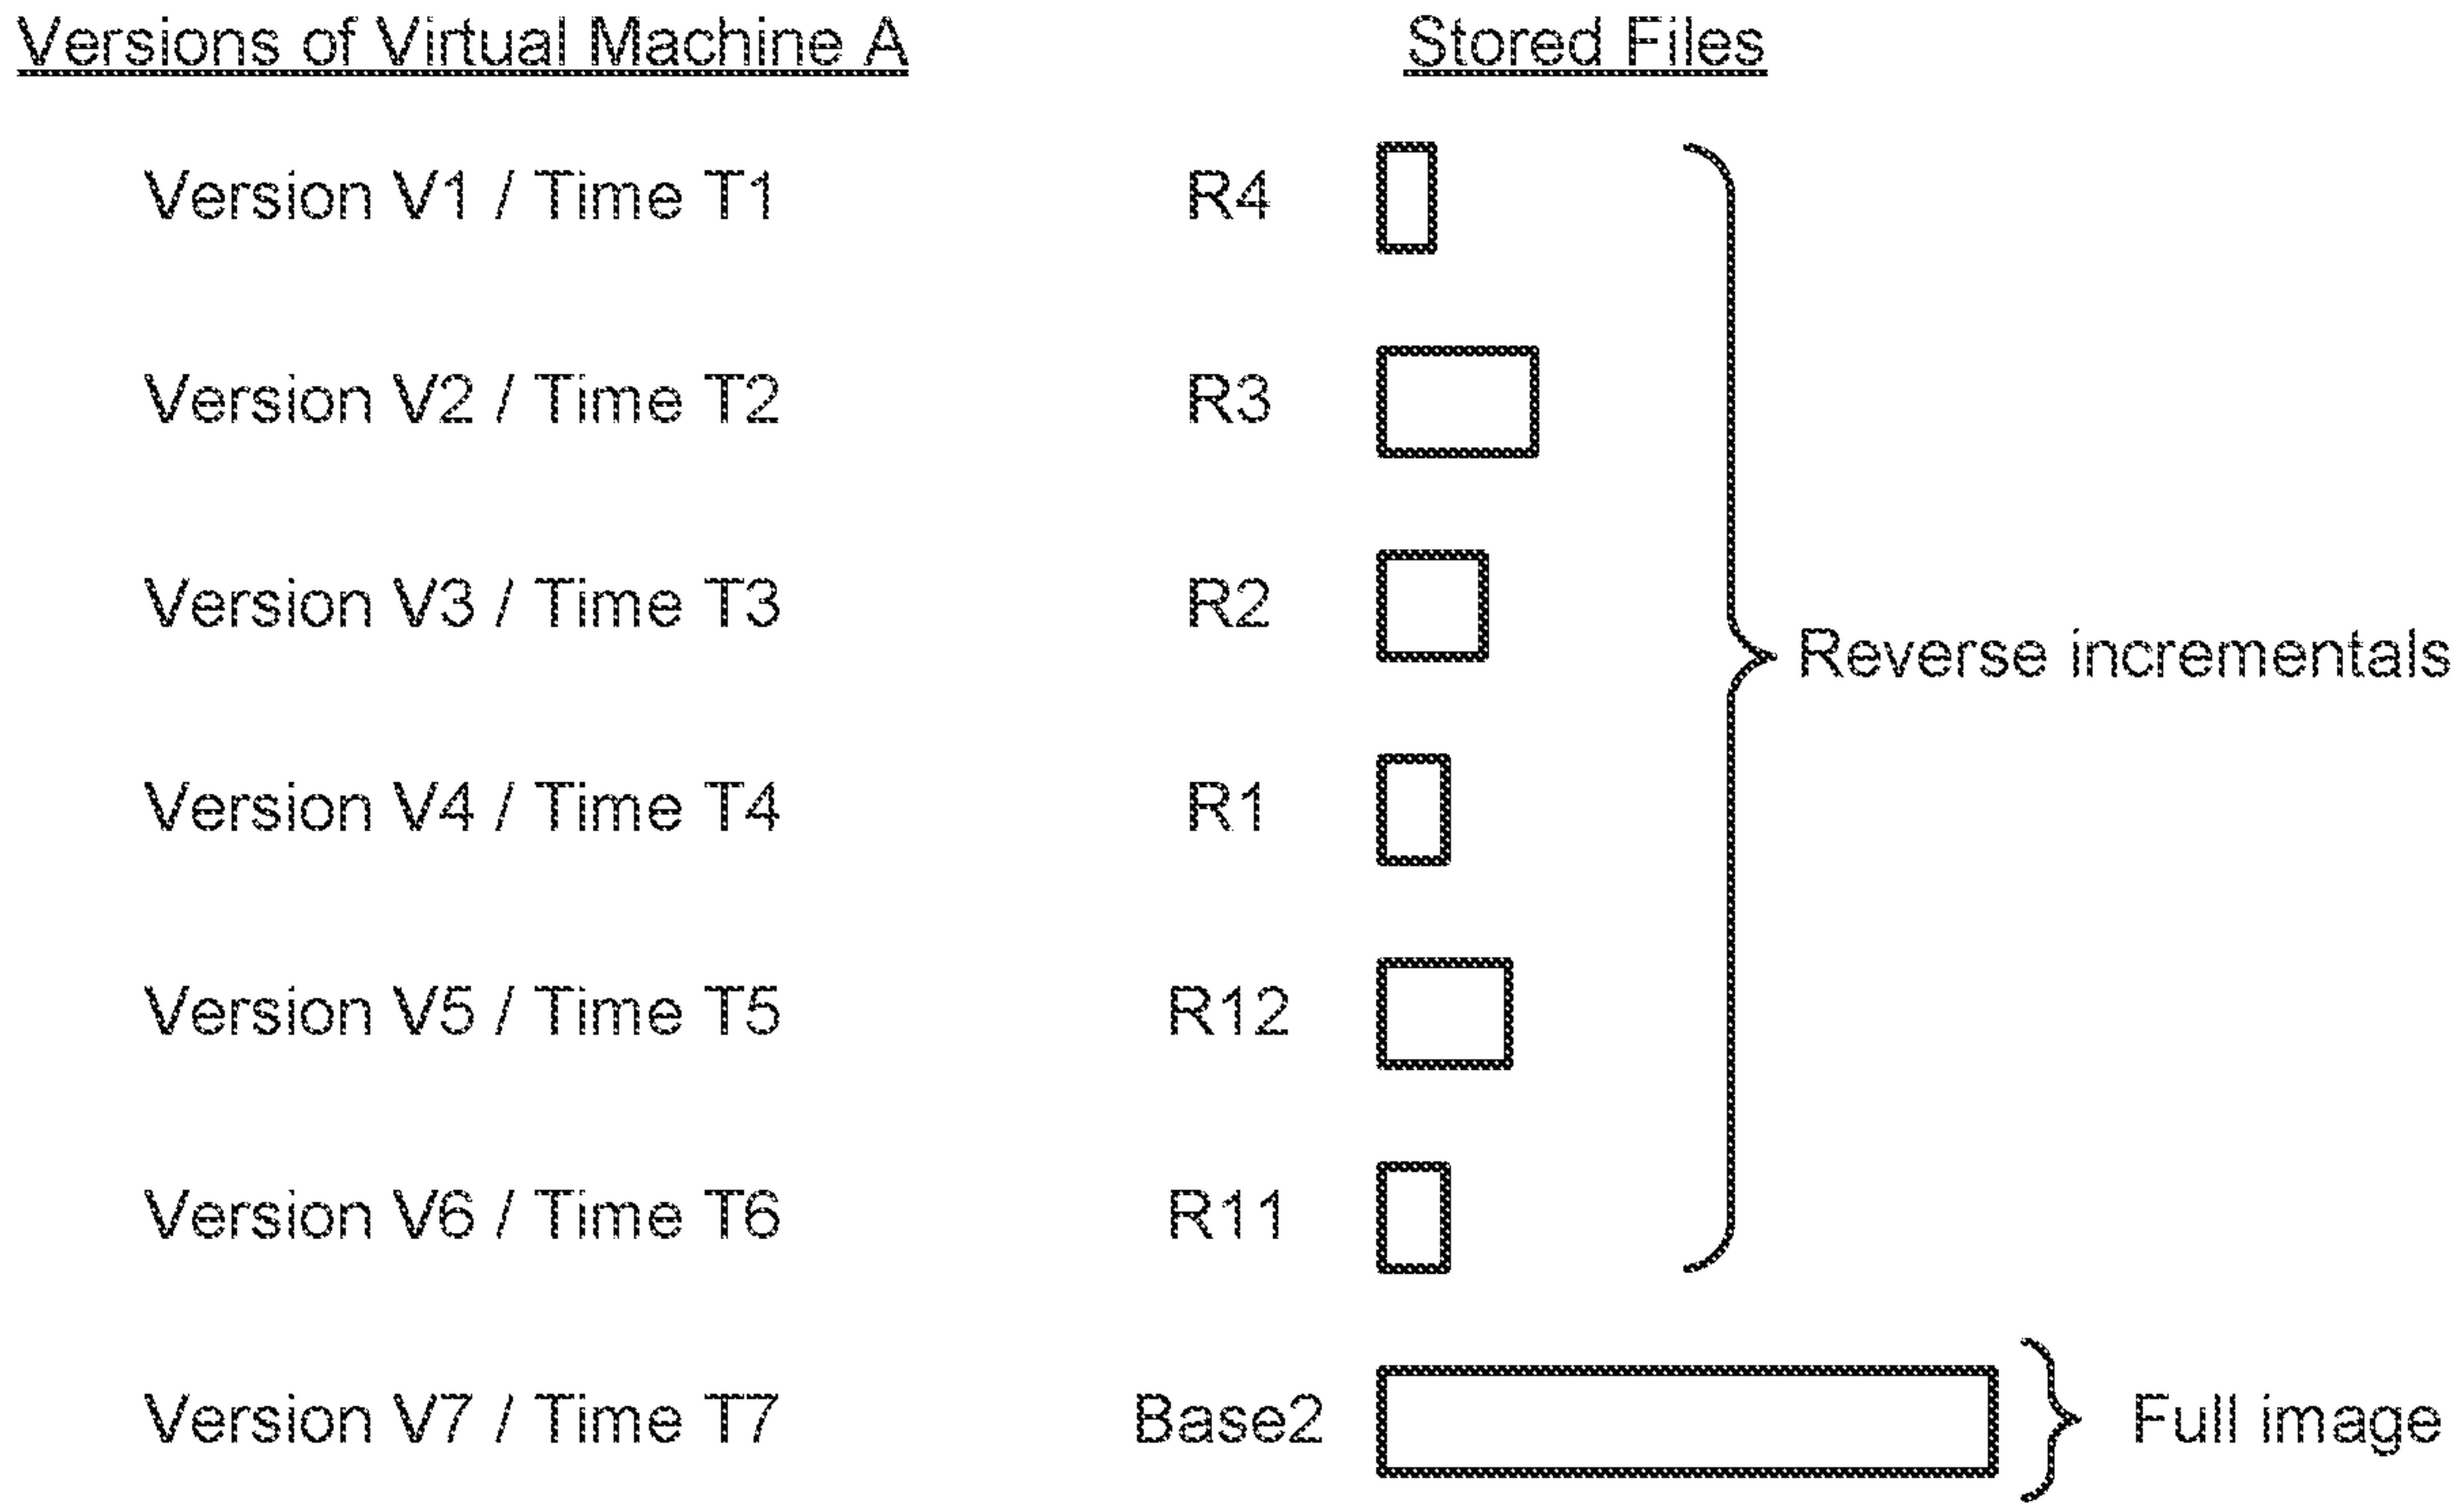 Versions of Virtual Machine A Stored Files
Version V1 / Time T1 R4
Version V2 / Time T2 R3
Version V3 / Time T3 R2
Reverse incrementals
Version V4 / Time T4 R1
Version V5 / Time T5 R12
Version V6 / Time T6 R11
Version V7 / Time T7 Base2 Full image